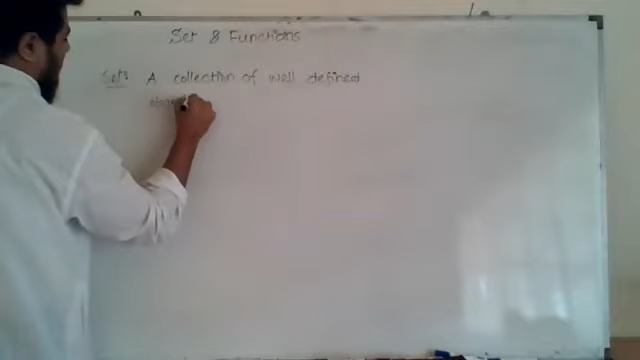 Set & Functions
Set: A collection of well defined